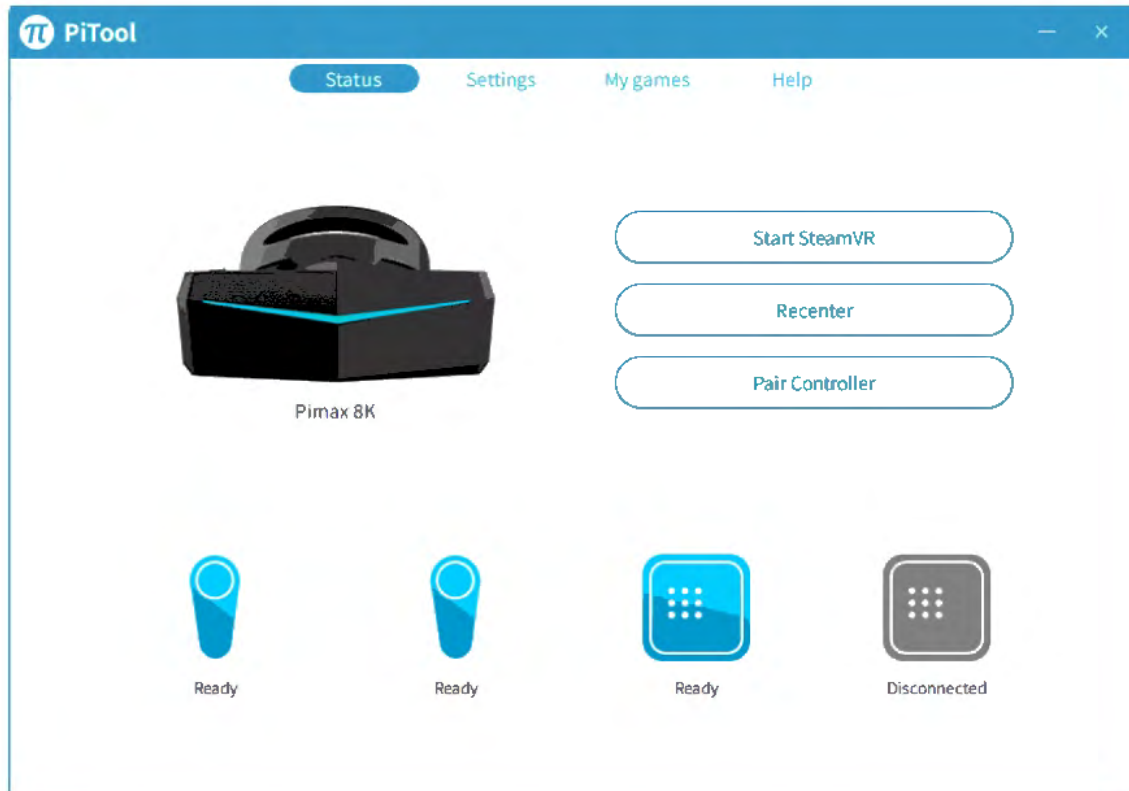 π PiTool
Status Settings My games Help
Start SteamVR
Recenter
Pair Controller
Pimax 8K
Ready Ready Ready Disconnected